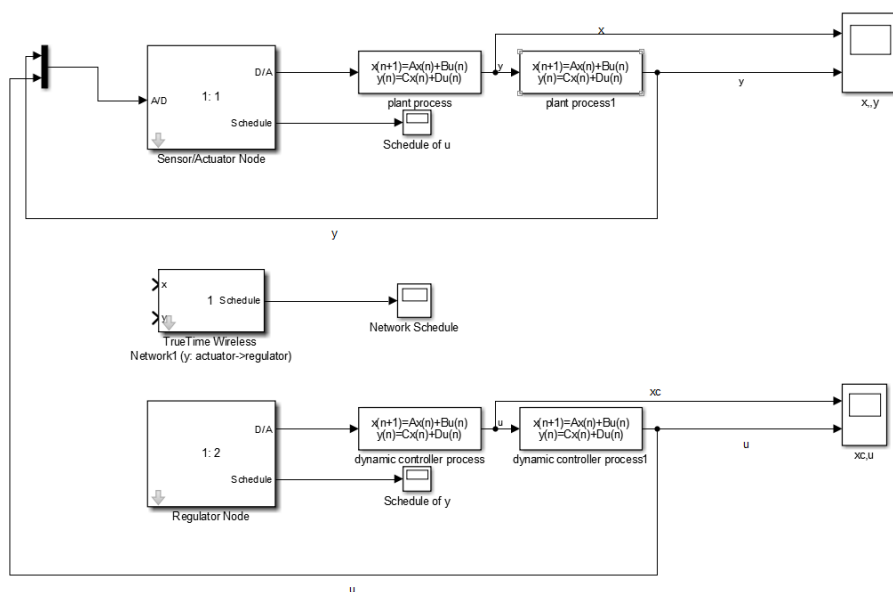 x
D/A
x(n+1)=Ax(n)+Bu(n)
y(n)=Cx(n)+Du(n)
y
x(n+1)=Ax(n)+Bu(n)
y(n)=Cx(n)+Du(n)
y
A/D
1: 1
plant process
plant process1
x,,y
Schedule
Schedule of u
Sensor/Actuator Node
y
x
1
Schedule
y
Network Schedule
TrueTime Wireless
Network1 (y: actuator->regulator)
xc
D/A
x(n+1)=Ax(n)+Bu(n)
y(n)=Cx(n)+Du(n)
u
x(n+1)=Ax(n)+Bu(n)
y(n)=Cx(n)+Du(n)
u
1: 2
dynamic controller process
dynamic controller process1
xc,u
Schedule
Schedule of y
Regulator Node
u